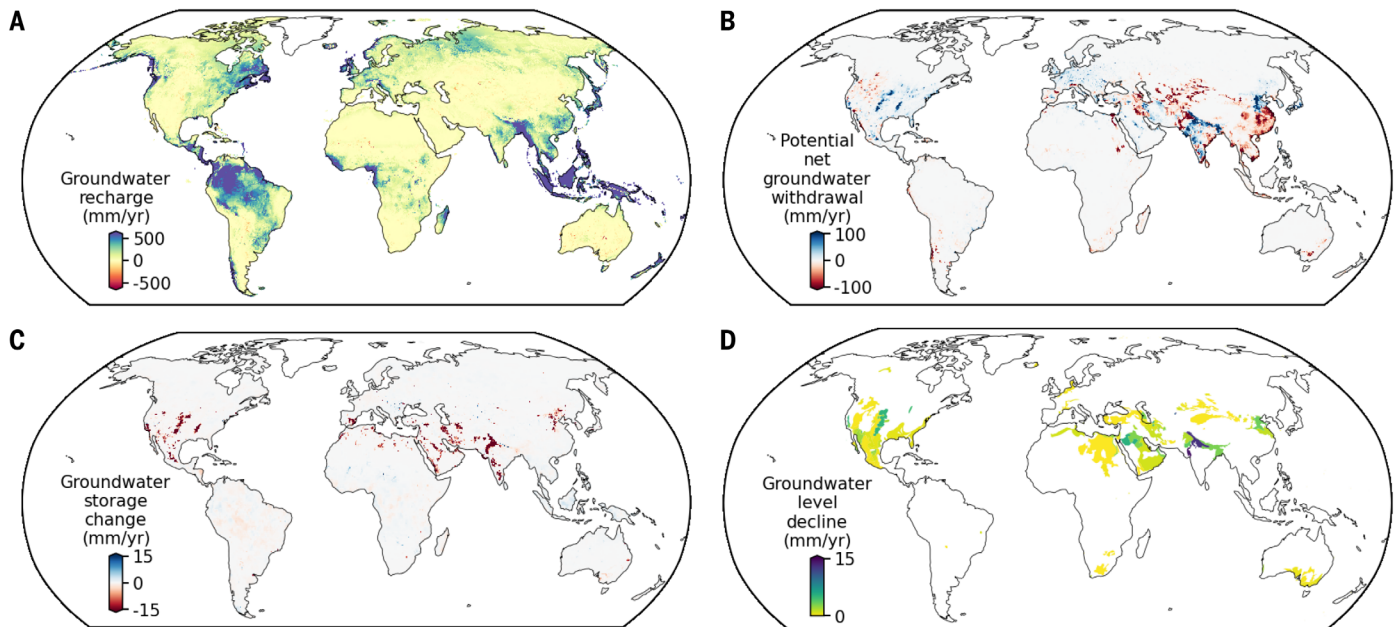 A
Groundwater
recharge
(mm/yr)
500
0
-500
B
Potential
net
groundwater
withdrawal
(mm/yr)
100
0
-100
C
Groundwater
storage
change
(mm/yr)
15
0
-15
D
Groundwater
level
decline
(mm/yr)
15
0